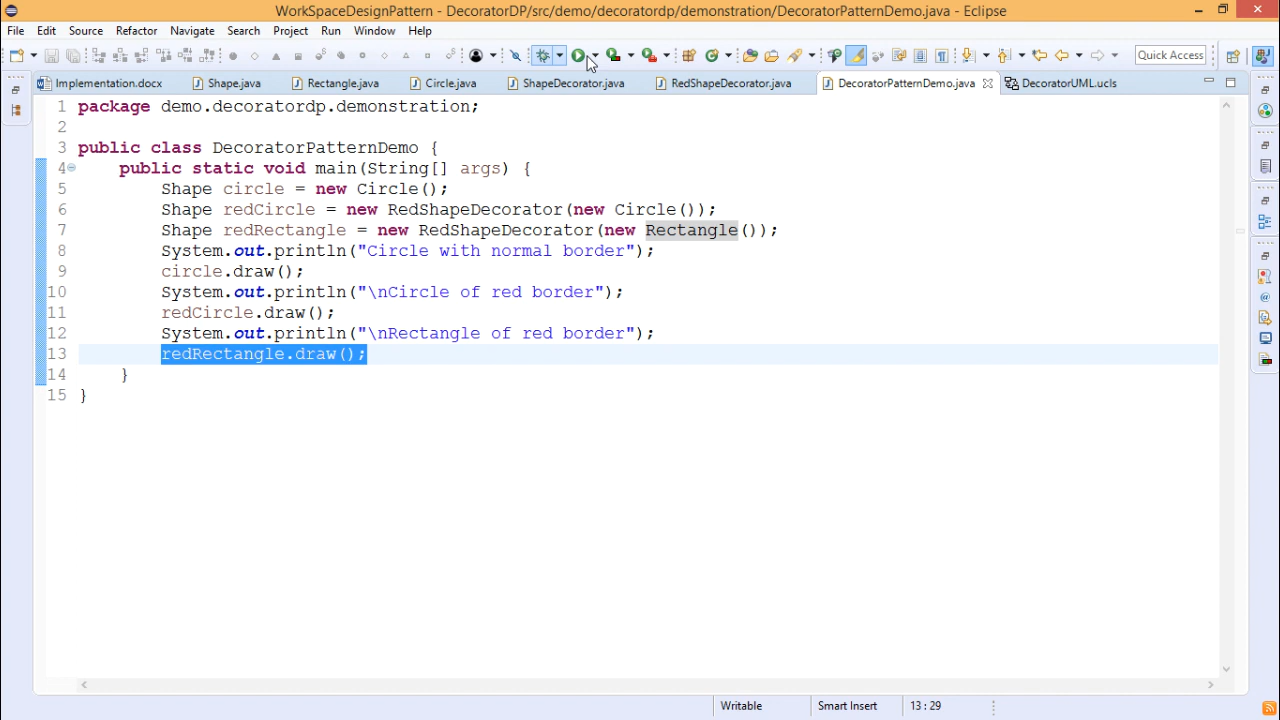 WorkSpaceDesignPattern - DecoratorDP/src/demo/decoratordp/demonstration/DecoratorPatternDemo.java - Eclipse
File Edit Source Refactor Navigate Search Project Run Window Help
Quick Access
Implementation.docx Shape.java Rectangle.java Circle.java ShapeDecorator.java RedShapeDecorator.java DecoratorPatternDemo.java DecoratorUML.ucls
1 package demo.decoratordp.demonstration;
2
3 public class DecoratorPatternDemo {
4 public static void main(String[] args) {
5 Shape circle = new Circle();
6 Shape redCircle = new RedShapeDecorator(new Circle());
7 Shape redRectangle = new RedShapeDecorator(new Rectangle());
8 System.out.println("Circle with normal border");
9 circle.draw();
10 System.out.println("\nCircle of red border");
11 redCircle.draw();
12 System.out.println("\nRectangle of red border");
13 redRectangle.draw();
14 }
15 }
Writable Smart Insert 13 : 29